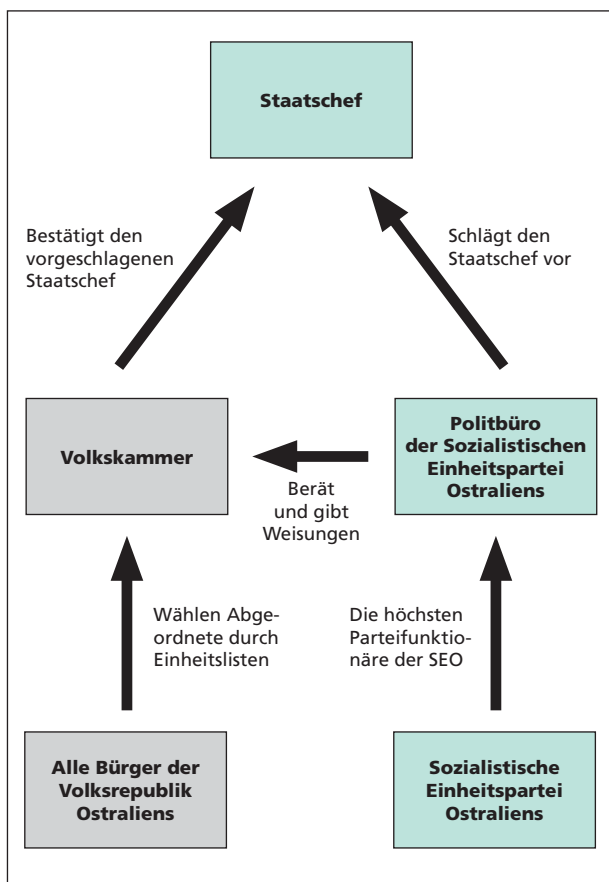 Staatschef
Bestätigt den
vorgeschlagenen
Staatschef
Schlägt den
Staatschef vor
Volkskammer
Politbüro
der Sozialistischen
Einheitspartei
Ostraliens
Berät
und gibt
Weisungen
Wählen Abge-
ordnete durch
Einheitslisten
Die höchsten
Parteifunktio-
näre der SEO
Alle Bürger der
Volksrepublik
Ostraliens
Sozialistische
Einheitspartei
Ostraliens